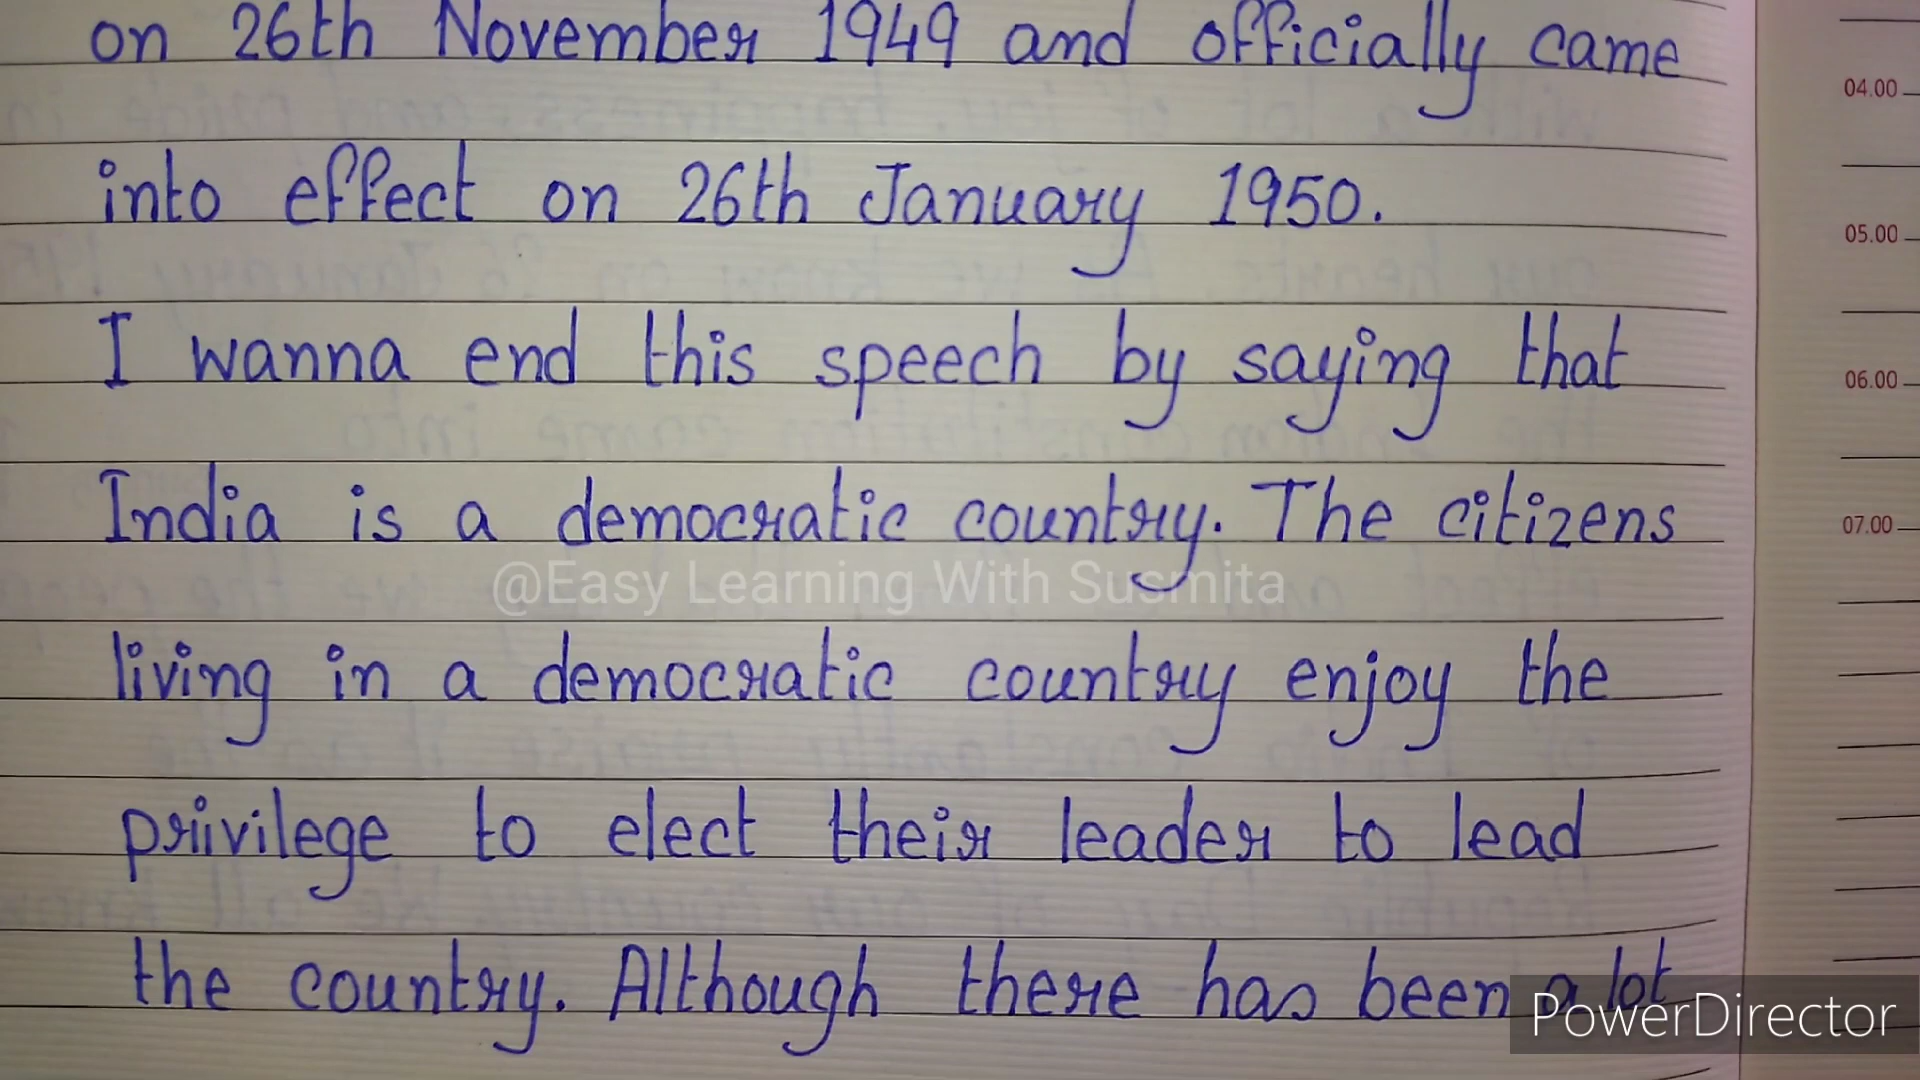 on 26th November 1949 and officially came
04.00
into effect on 26th January 1950.
05.00
I wanna end this speech by saying that
06.00
India is a democratic country. The citizens
07.00
@Easy Learning With Susmita
living in a democratic country enjoy the
privilege to elect their leader to lead
the country. Although there has been a lot
PowerDirector